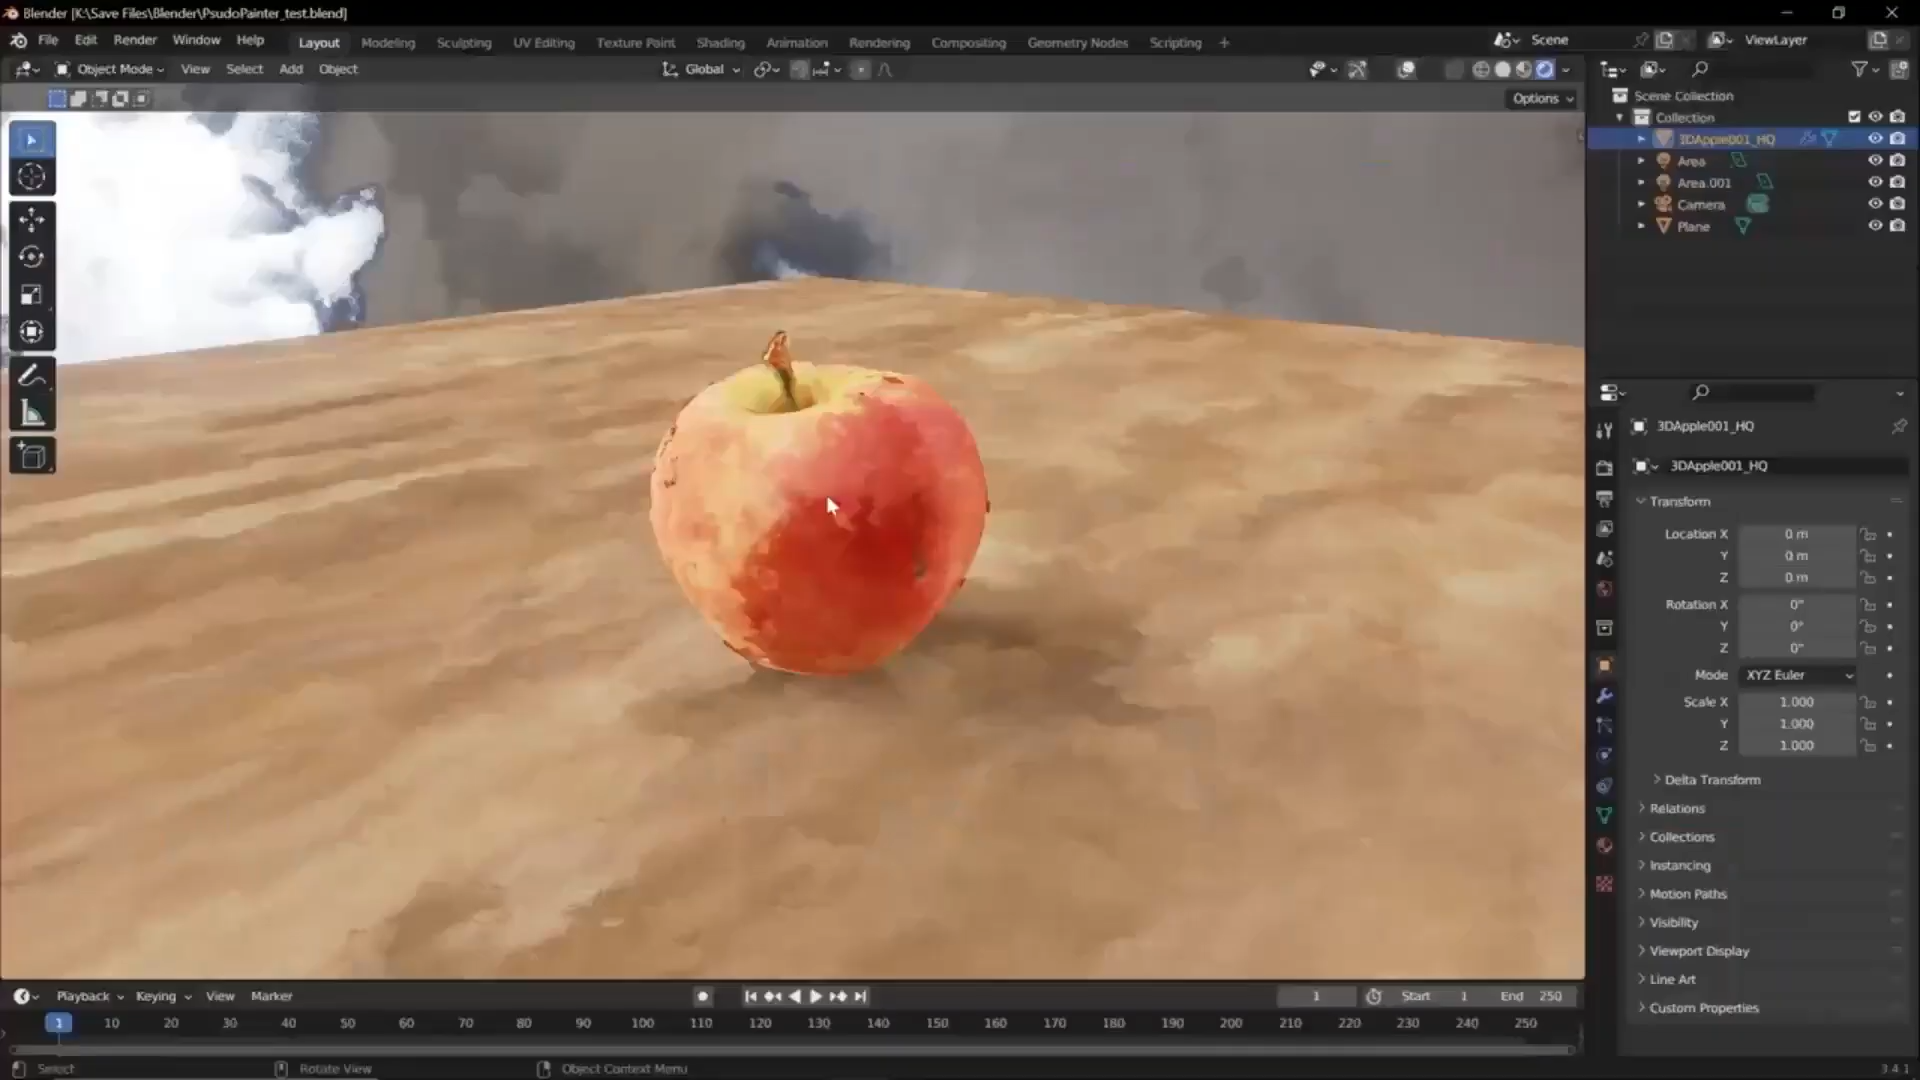 Blender [K:\Save Files\Blender\PsudoPainter_test.blend]
File Edit Render Window Help Layout Modeling Sculpting UV Editing Texture Paint Shading Animation Rendering Compositing Geometry Nodes Scripting + Scene ViewLayer
Object Mode View Select Add Object Global
Options
Scene Collection
Collection
3DApple001_HQ
Area
Area.001
Camera
Plane
3DApple001_HQ
3DApple001_HQ
Transform
Location X 0 m
Y 0 m
Z 0 m
Rotation X 0°
Y 0°
Z 0°
Mode XYZ Euler
Scale X 1.000
Y 1.000
Z 1.000
Delta Transform
Relations
Collections
Instancing
Motion Paths
Visibility
Viewport Display
Line Art
Custom Properties
Playback Keying View Marker 1 Start 1 End 250
1 10 20 30 40 50 60 70 80 90 100 110 120 130 140 150 160 170 180 190 200 210 220 230 240 250
Select Rotate View Object Context Menu 3.4.1